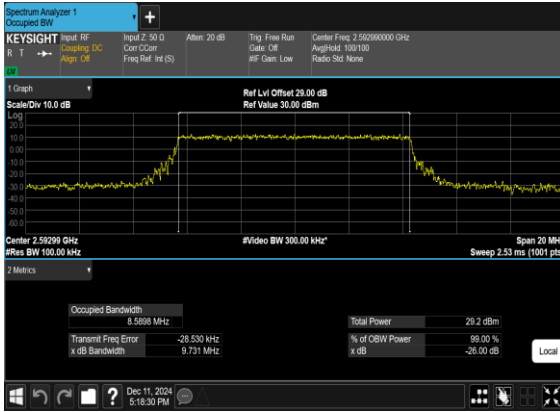 Spectrum Analyzer 1
Occupied BW
+
KEYSIGHT Input: RF Input Z: 50 Ω Atten: 20 dB Trig: Free Run Center Freq: 2.592990000 GHz
R T Coupling: DC Corr CCorr Gate: Off Avg|Hold: 100/100
Align: Off Freq Ref: Int (S) #IF Gain: Low Radio Std: None
1 Graph
Scale/Div 10.0 dB Ref Lvl Offset 29.00 dB
Ref Value 30.00 dBm
Log
20.0
10.0
0.00
-10.0
-20.0
-30.0
-40.0
-50.0
-60.0
Center 2.59299 GHz #Video BW 300.00 kHz* Span 20 MH
#Res BW 100.00 kHz Sweep 2.53 ms (1001 pts
2 Metrics
Occupied Bandwidth
8.5898 MHz Total Power 29.2 dBm
Transmit Freq Error -28.530 kHz % of OBW Power 99.00 %
x dB Bandwidth 9.731 MHz x dB -26.00 dB
Local
? Dec 11, 2024
5:18:30 PM